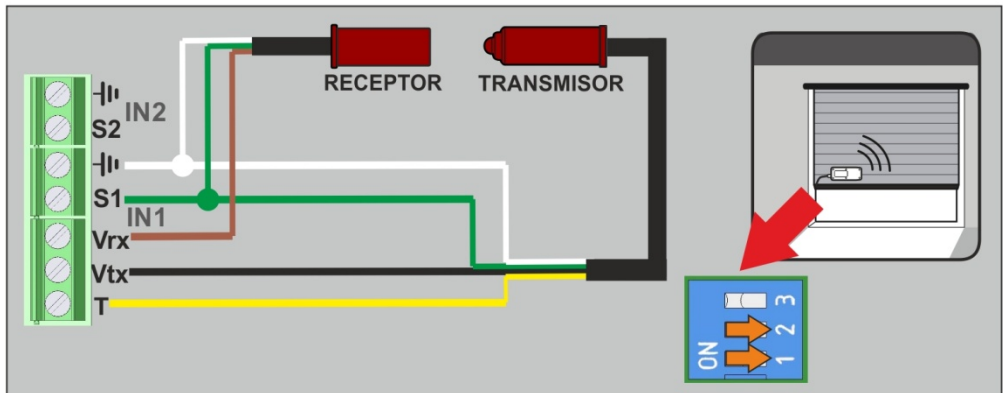 RECEPTOR
TRANSMISOR
IN2
S2
S1
IN1
Vrx
Vtx
T
ON
1
2
3